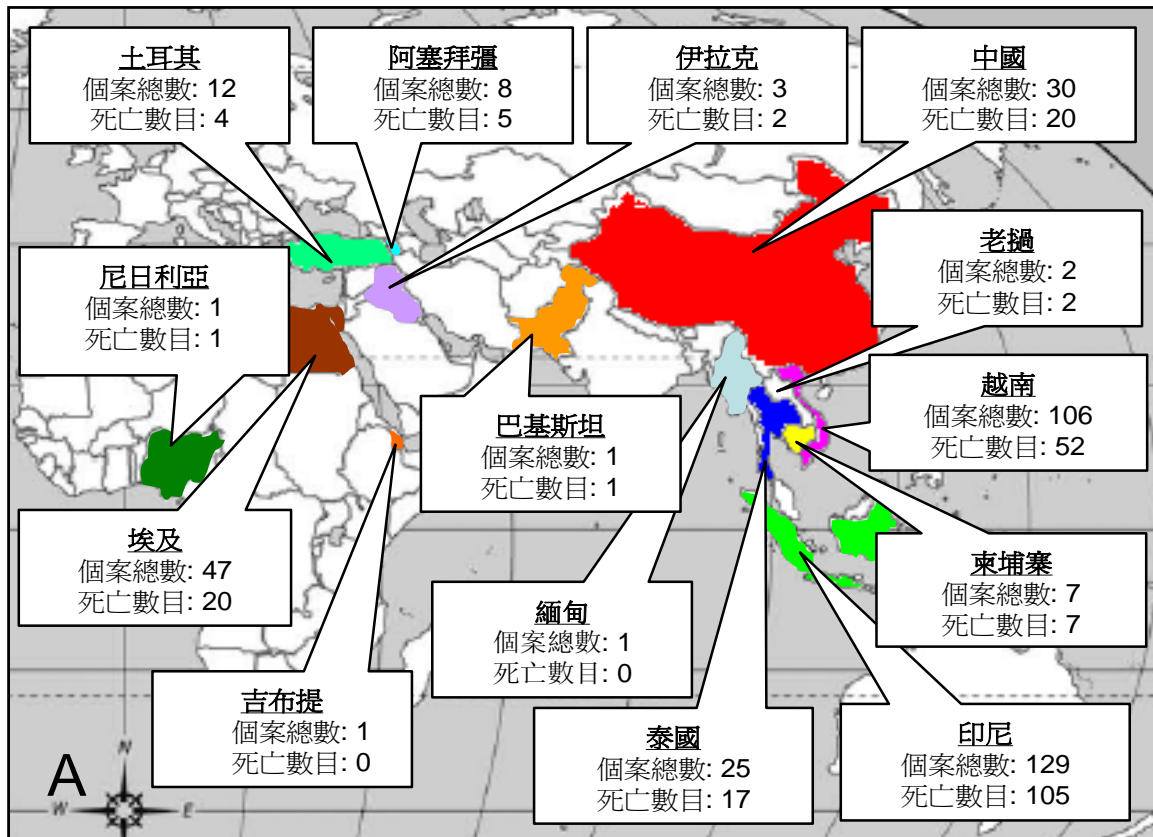 土耳其
個案總數: 12
死亡數目: 4
阿塞拜彊
個案總數: 8
死亡數目: 5
伊拉克
個案總數: 3
死亡數目: 2
中國
個案總數: 30
死亡數目: 20
老撾
個案總數: 2
死亡數目: 2
尼日利亞
個案總數: 1
死亡數目: 1
越南
個案總數: 106
死亡數目: 52
巴基斯坦
個案總數: 1
死亡數目: 1
埃及
個案總數: 47
死亡數目: 20
柬埔寨
個案總數: 7
死亡數目: 7
緬甸
個案總數: 1
死亡數目: 0
吉布提
個案總數: 1
死亡數目: 0
泰國
個案總數: 25
死亡數目: 17
印尼
個案總數: 129
死亡數目: 105
A
N
W
E